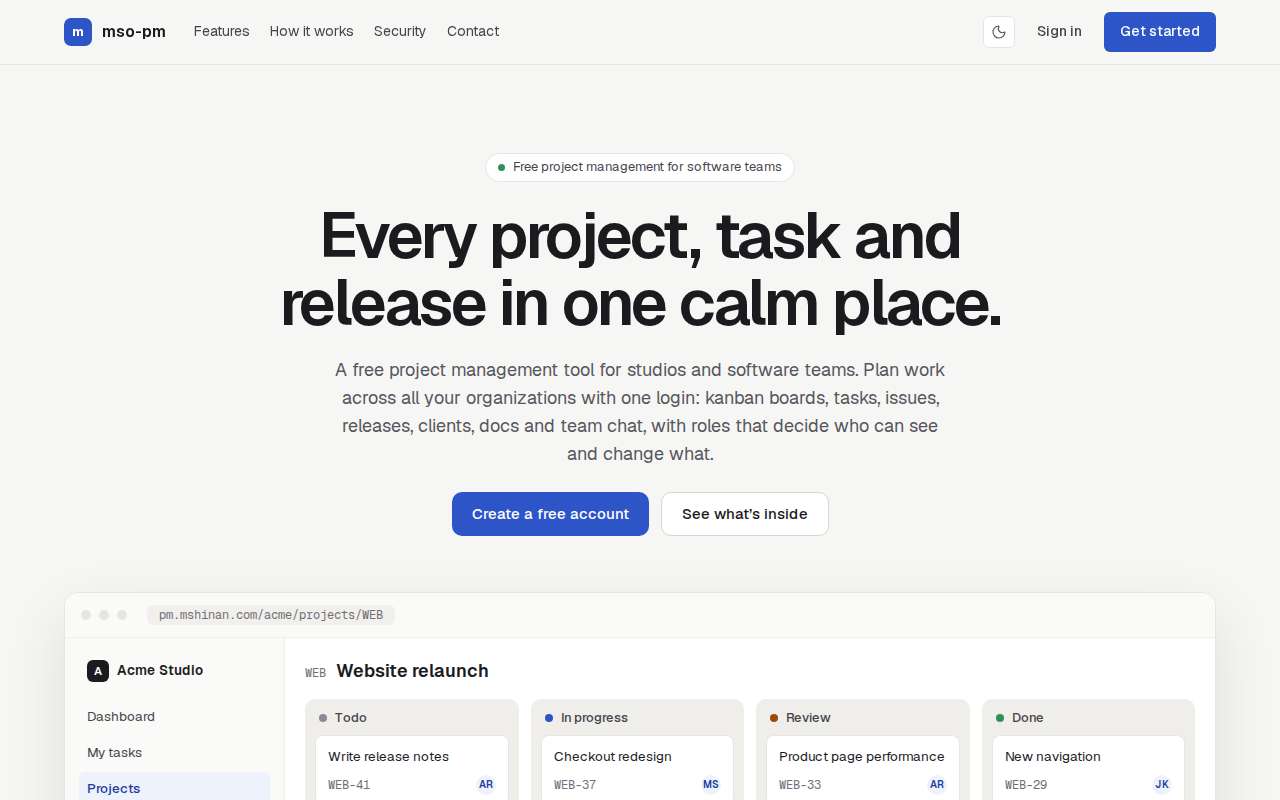 m mso-pm Features How it works Security Contact Sign in Get started
Free project management for software teams
Every project, task and
release in one calm place.
A free project management tool for studios and software teams. Plan work
across all your organizations with one login: kanban boards, tasks, issues,
releases, clients, docs and team chat, with roles that decide who can see
and change what.
Create a free account See what's inside
pm.mshinan.com/acme/projects/WEB
A Acme Studio
Dashboard
My tasks
Projects
WEB Website relaunch
Todo
Write release notes
WEB-41 AR
In progress
Checkout redesign
WEB-37 MS
Review
Product page performance
WEB-33 AR
Done
New navigation
WEB-29 JK